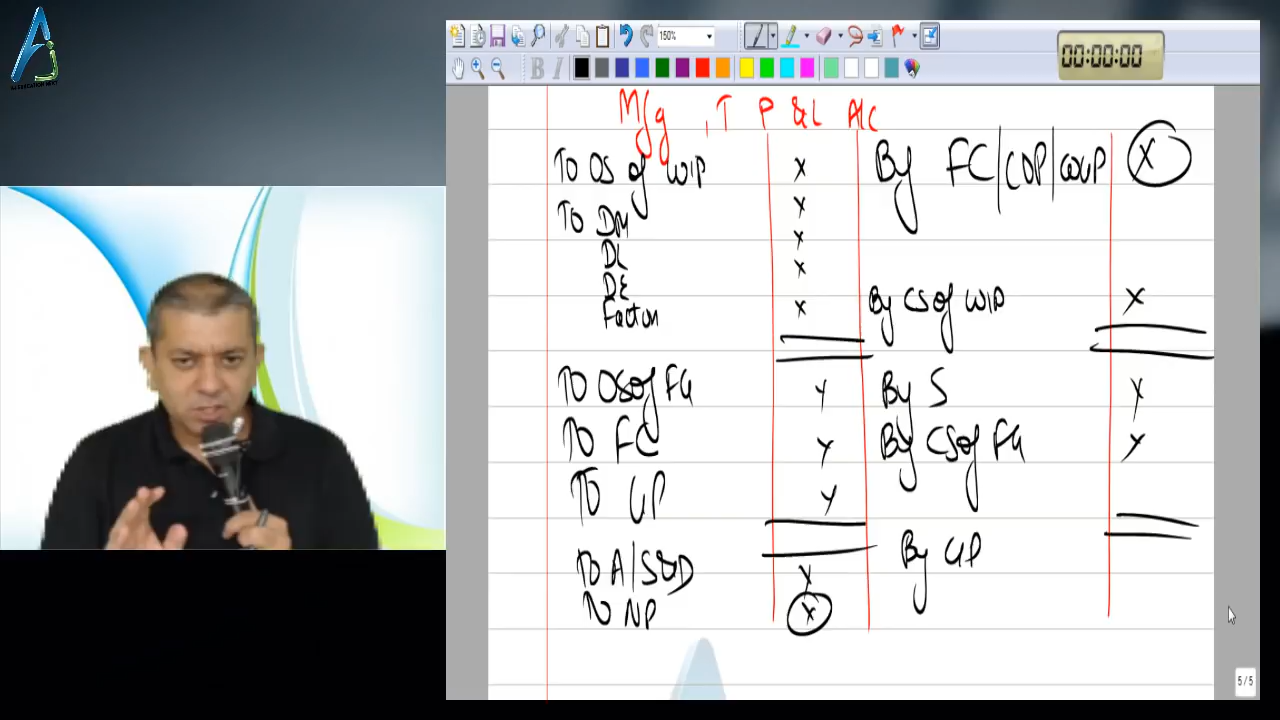 150%
00:00:00
Mfg, T P & L A/C
To OS of WIP x By FC/COP/COGP x
To DM x
DL x
DE x
Factory x By CS of WIP x
To OS of FG x By S x
To FC x By CS of FG x
To GP x
To A/S&D x By GP
To NP x
5/5